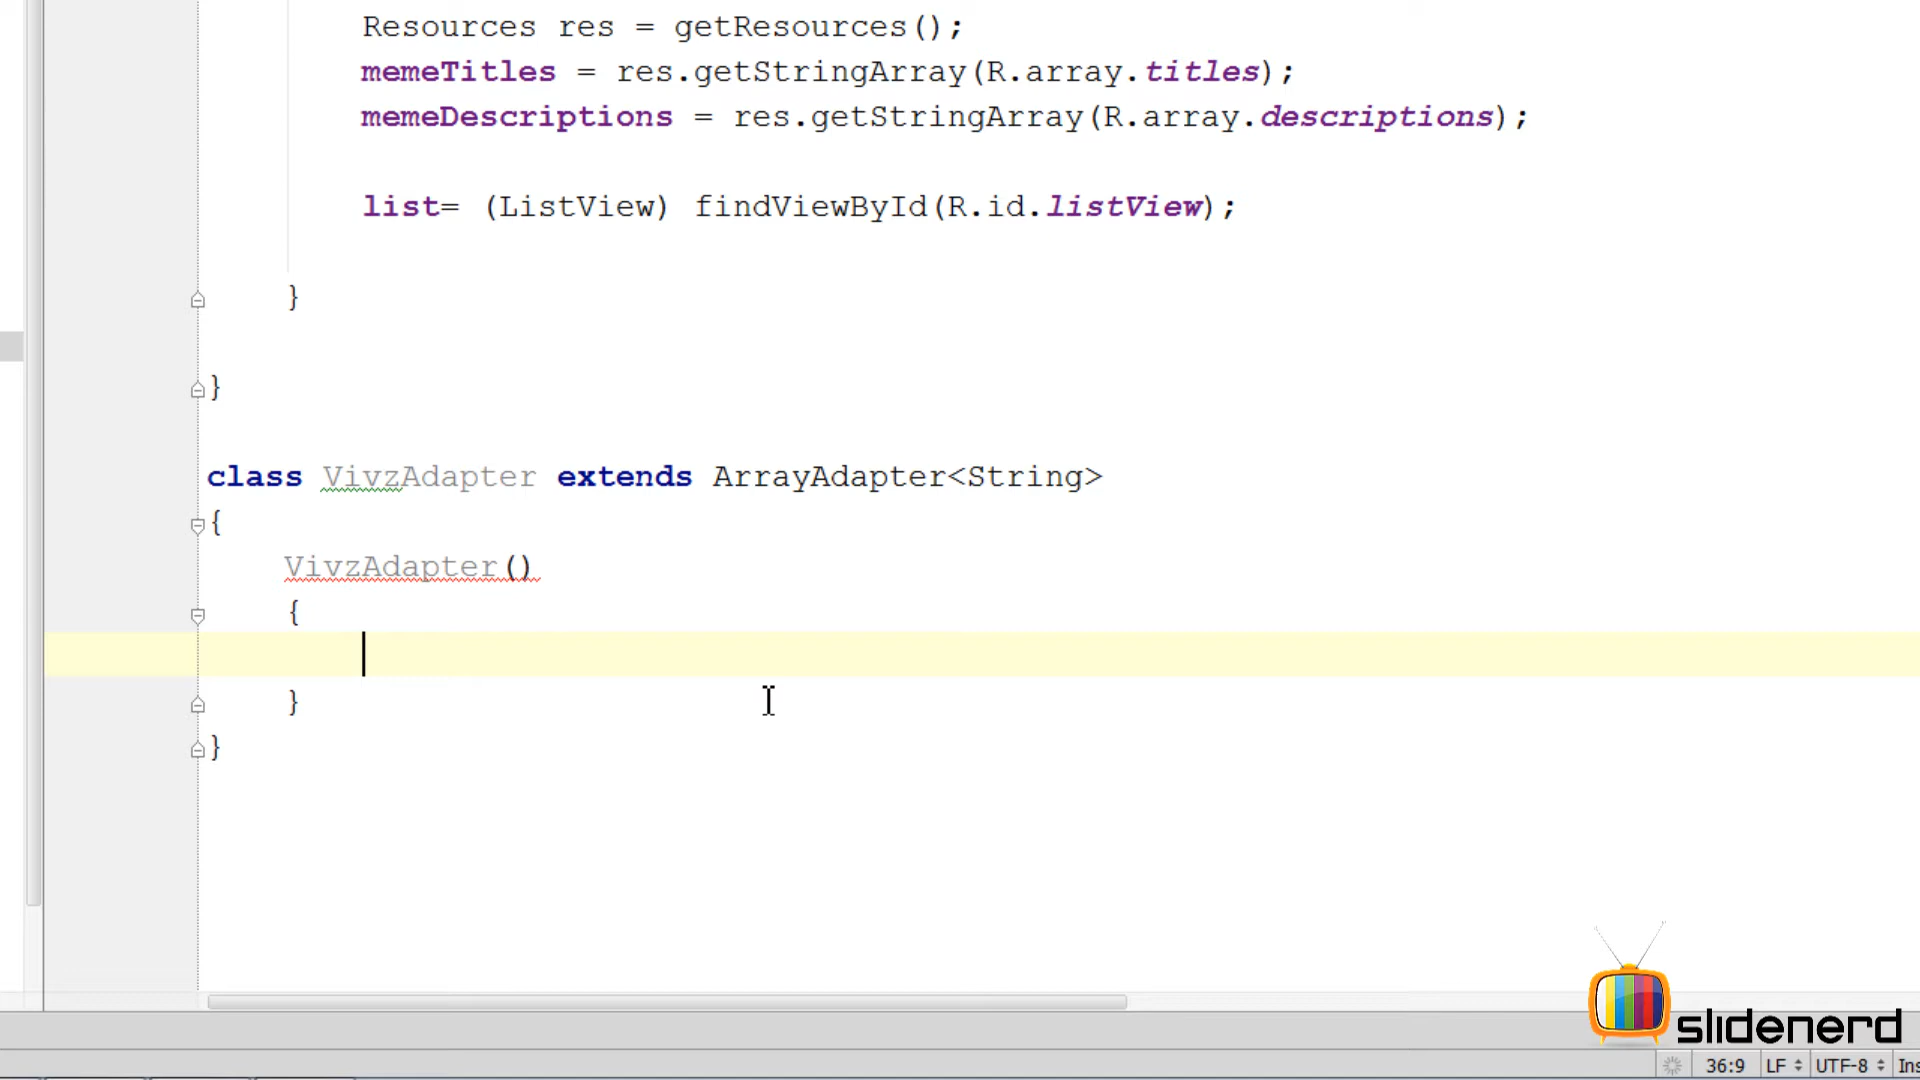 Resources res = getResources();
memeTitles = res.getStringArray(R.array.titles);
memeDescriptions = res.getStringArray(R.array.descriptions);
list= (ListView) findViewById(R.id.listView);
}
}
class VivzAdapter extends ArrayAdapter<String>
{
VivzAdapter()
{
}
}
slidenerd
36:9 LF UTF-8 Ins